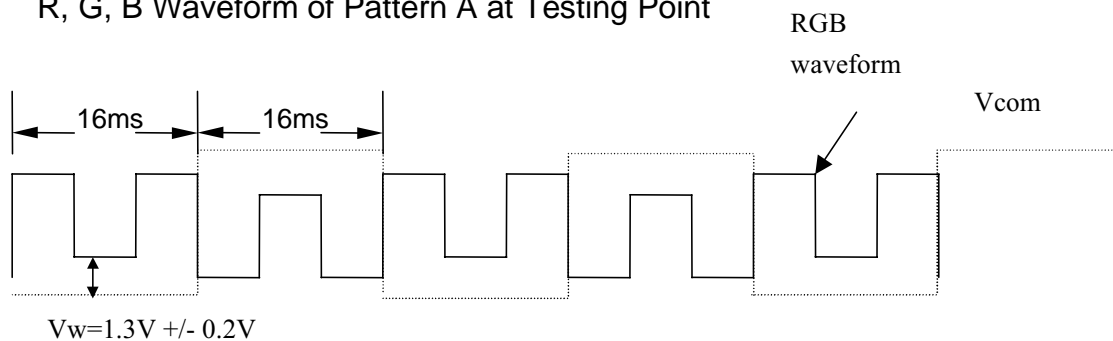 R, G, B Waveform of Pattern A at Testing Point
RGB
waveform
Vcom
16ms
16ms
Vw=1.3V +/- 0.2V